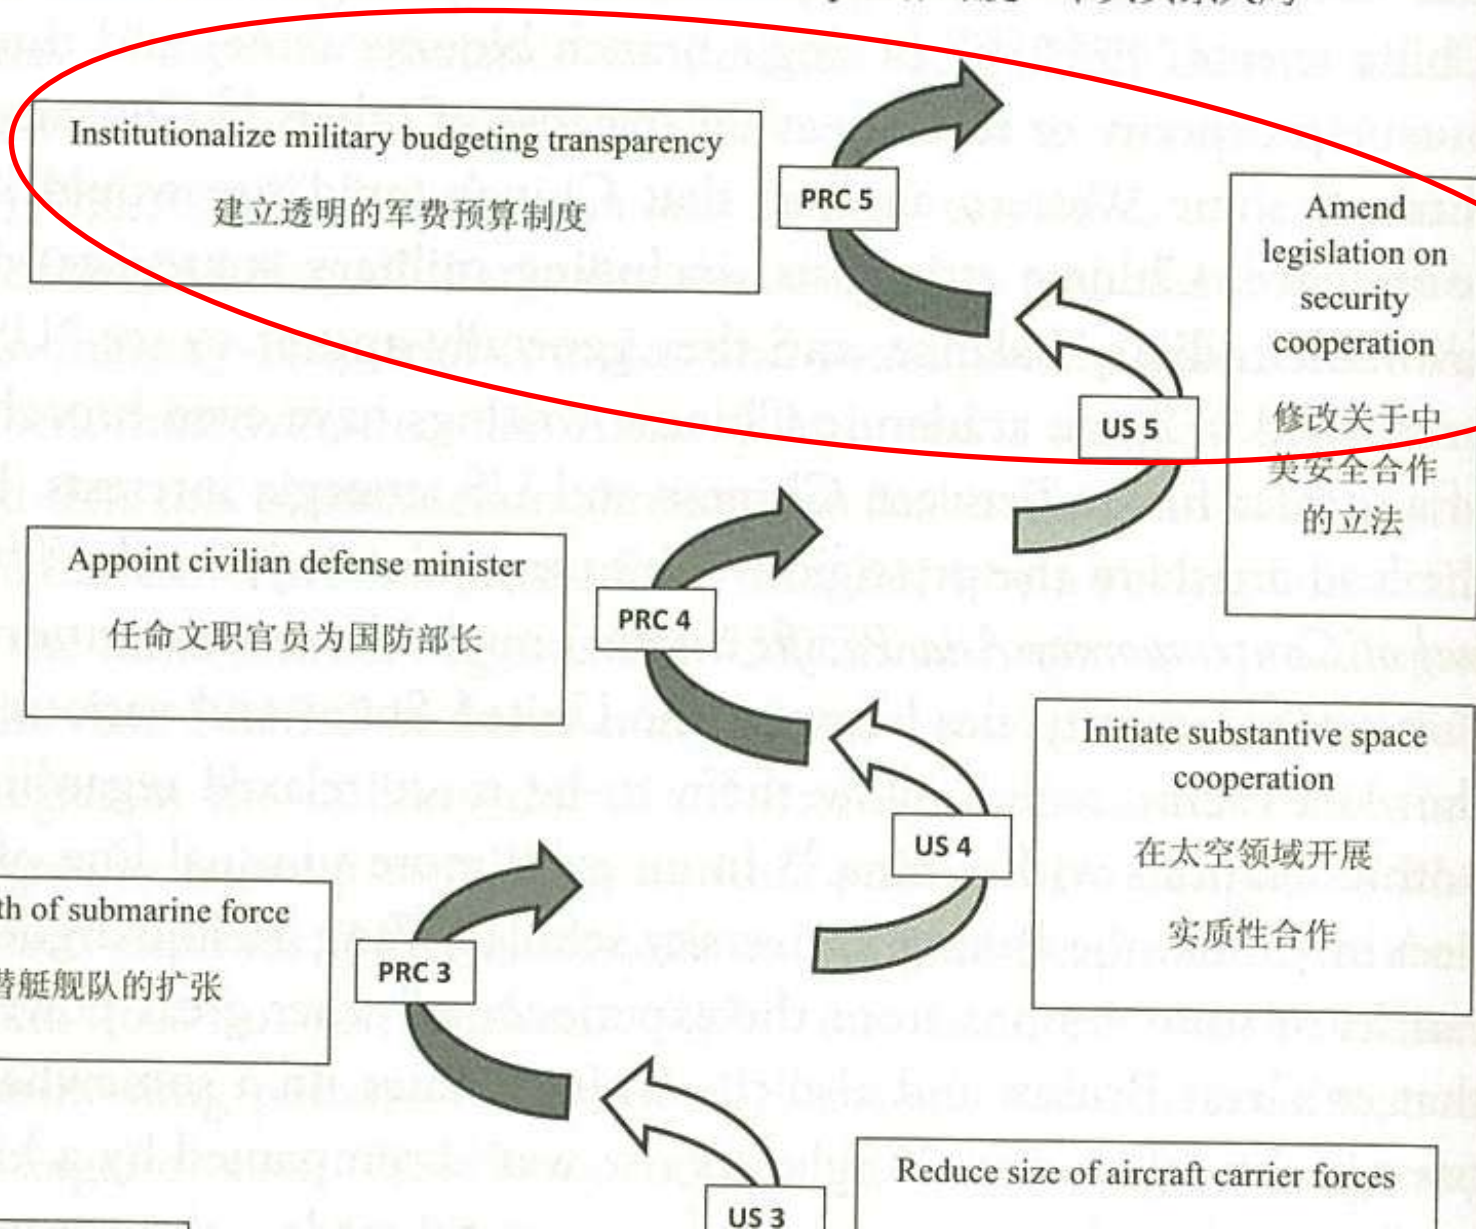 Institutionalize military budgeting transparency
建立透明的军费预算制度
PRC 5
Amend
legislation on
security
cooperation
修改关于中
美安全合作
的立法
US 5
Appoint civilian defense minister
任命文职官员为国防部长
PRC 4
Initiate substantive space
cooperation
在太空领域开展
实质性合作
US 4
th of submarine force
潜艇舰队的扩张
PRC 3
Reduce size of aircraft carrier forces
US 3